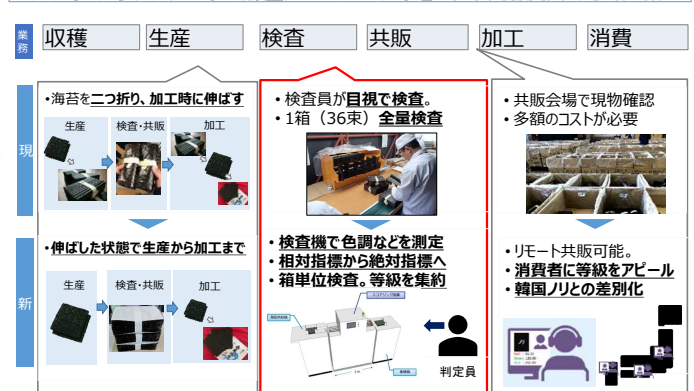 業務
収穫
生産
検査
共販
加工
消費
現
・海苔を二つ折り、加工時に伸ばす
生産
検査・共販
加工
・検査員が目視で検査。
・1箱（36束）全量検査
・共販会場で現物確認
・多額のコストが必要
新
・伸ばした状態で生産から加工まで
生産
検査・共販
加工
・検査機で色調などを測定
・相対指標から絶対指標へ
・箱単位検査。等級を集約
判定員
・リモート共販可能。
・消費者に等級をアピール
・韓国ノリとの差別化